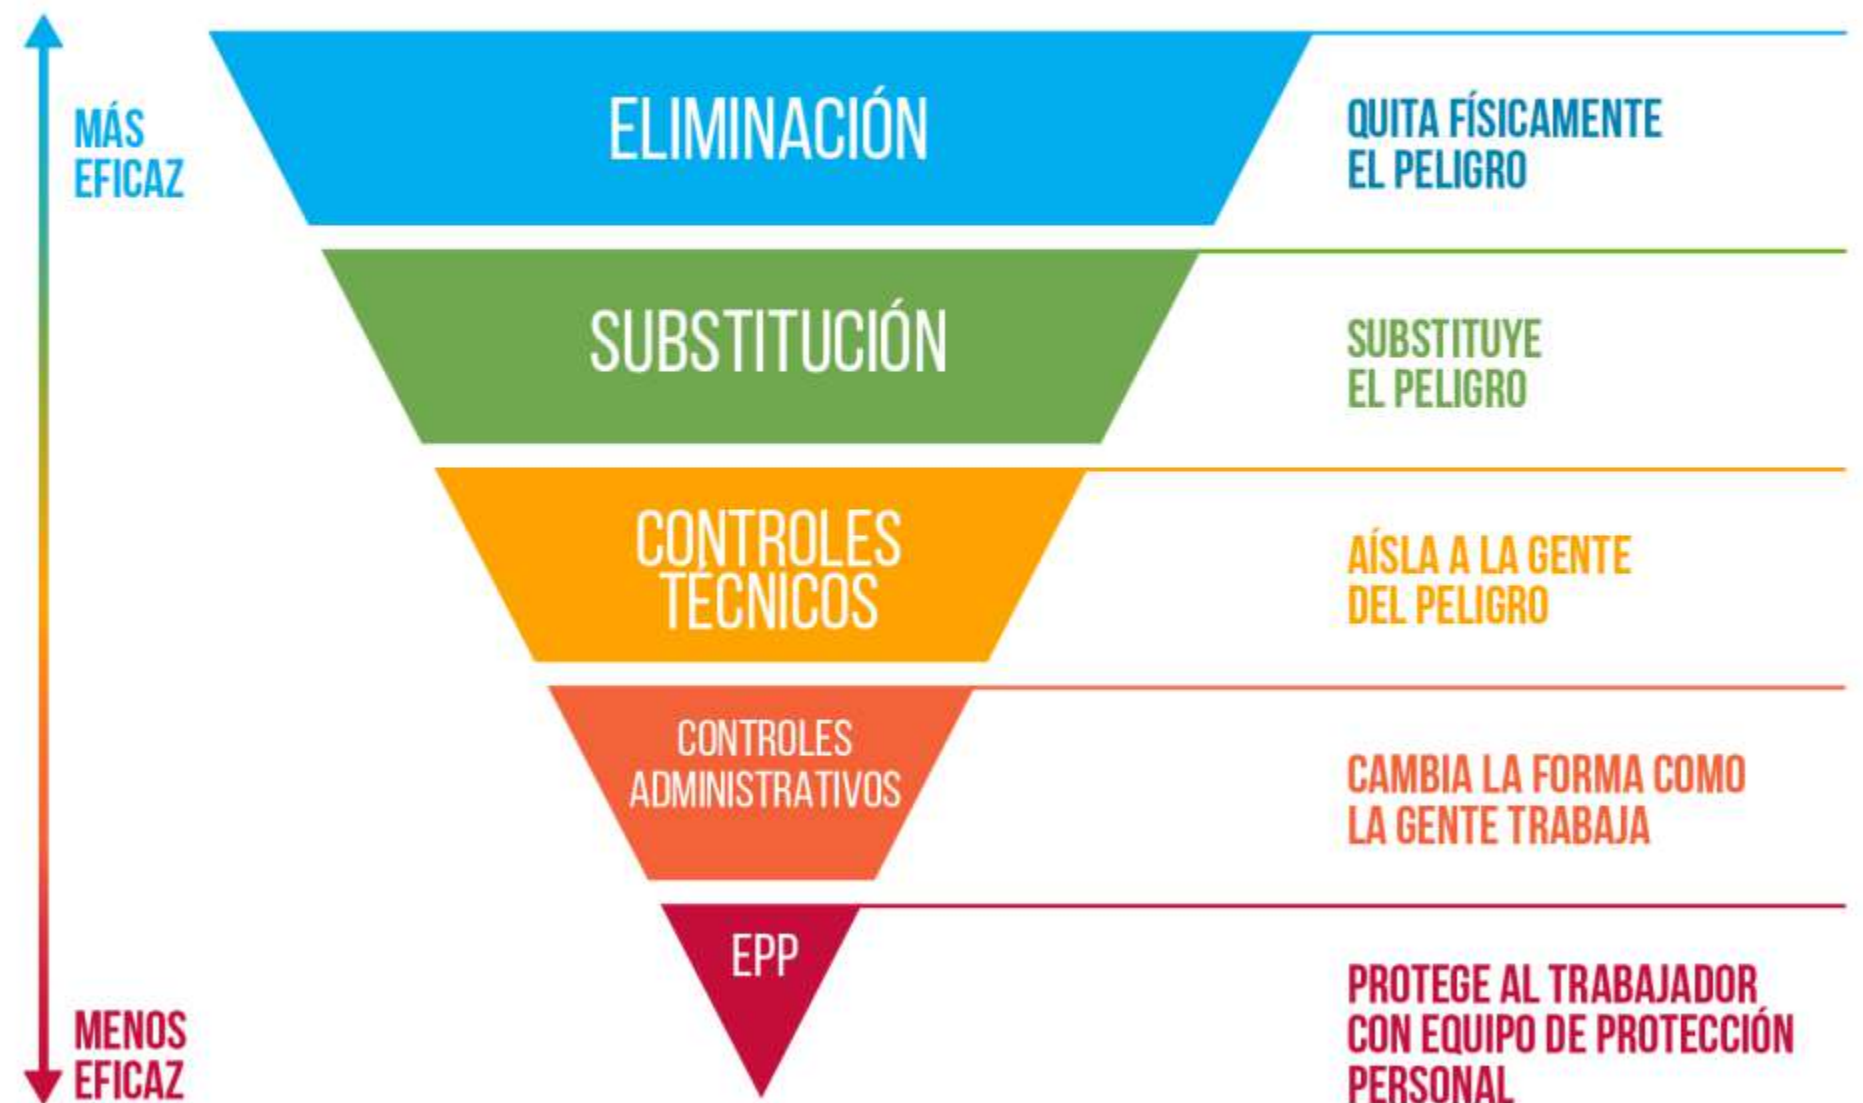 MÁS
EFICAZ
ELIMINACIÓN
QUITA FÍSICAMENTE
EL PELIGRO
SUBSTITUCIÓN
SUBSTITUYE
EL PELIGRO
CONTROLES
TÉCNICOS
AÍSLA A LA GENTE
DEL PELIGRO
CONTROLES
ADMINISTRATIVOS
CAMBIA LA FORMA COMO
LA GENTE TRABAJA
EPP
PROTEGE AL TRABAJADOR
CON EQUIPO DE PROTECCIÓN
PERSONAL
MENOS
EFICAZ